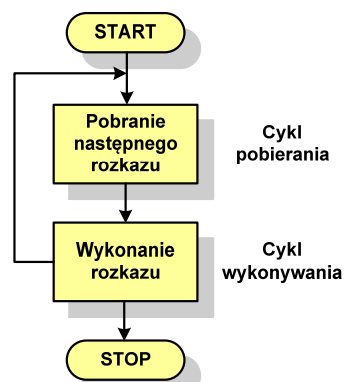 START
Pobranie
następnego
rozkazu
Cykl
pobierania
Wykonanie
rozkazu
Cykl
wykonywania
STOP